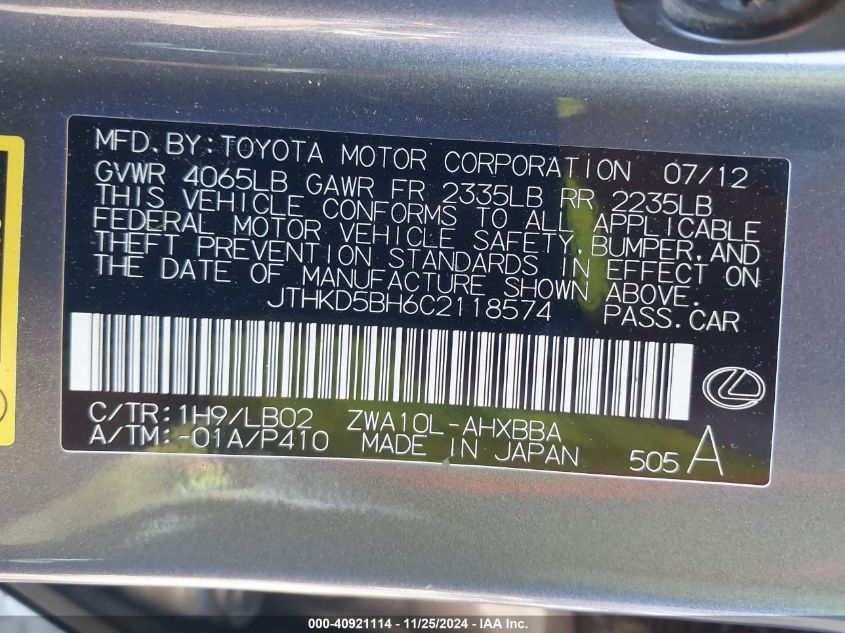 MFD.BY:TOYOTA MOTOR CORPORATION 07/12
GVWR 4065LB GAWR FR 2335LB RR 2235LB
THIS VEHICLE CONFORMS TO ALL APPLICABLE
FEDERAL MOTOR VEHICLE SAFETY,BUMPER,AND
THEFT PREVENTION STANDARDS IN EFFECT ON
THE DATE OF MANUFACTURE SHOWN ABOVE.
JTHKD5BH6C2118574 PASS.CAR
C/TR:1H9/LB02 ZWA10L-AHXBBA
A/TM:-01A/P410 MADE IN JAPAN 505 A
000-40921114 - 11/25/2024 - IAA Inc.